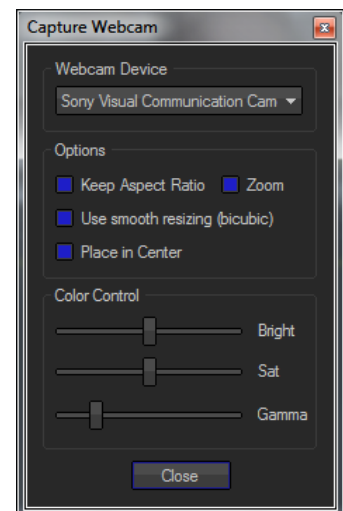 Capture Webcam
Webcam Device
Sony Visual Communication Cam
Options
Keep Aspect Ratio Zoom
Use smooth resizing (bicubic)
Place in Center
Color Control
Bright
Sat
Gamma
Close